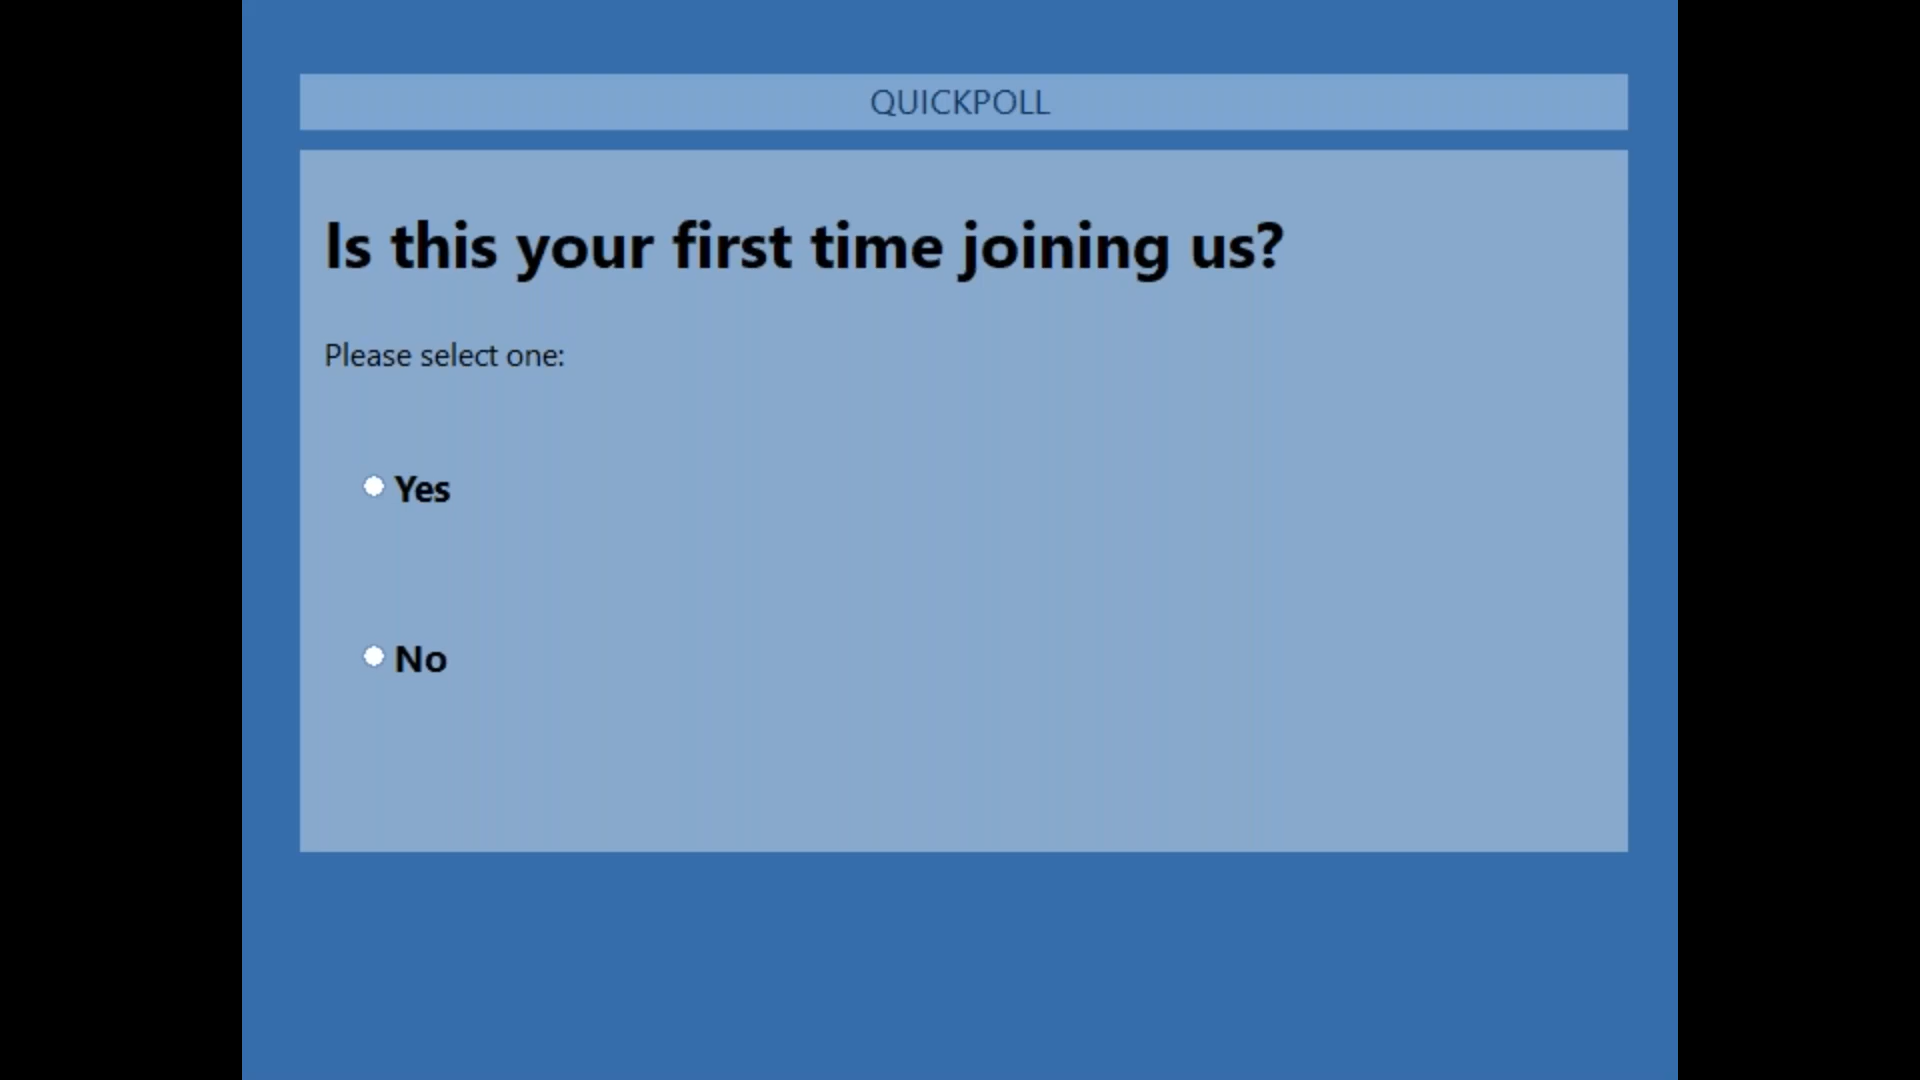 QUICKPOLL
Is this your first time joining us?
Please select one:
Yes
No